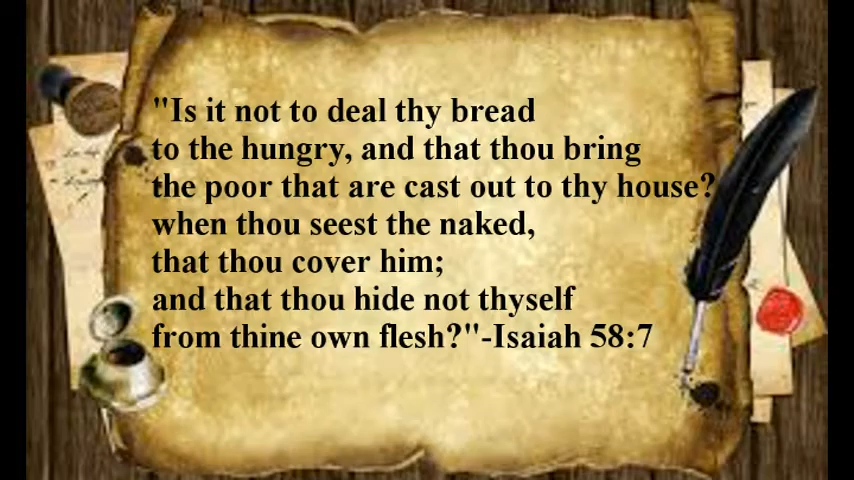 "Is it not to deal thy bread
to the hungry, and that thou bring
the poor that are cast out to thy house?
when thou seest the naked,
that thou cover him;
and that thou hide not thyself
from thine own flesh?"-Isaiah 58:7